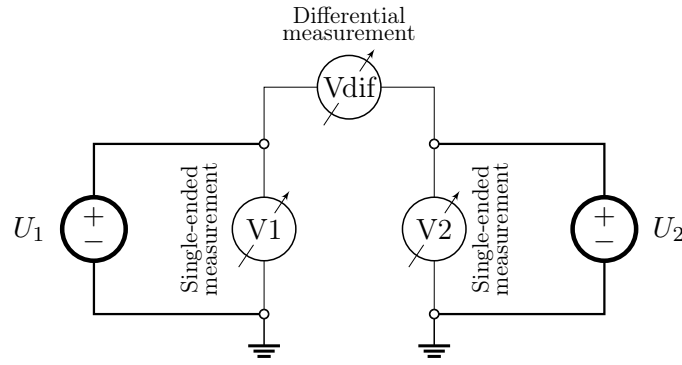 Differential
measurement
Vdif
U1
+
−
Single-ended
measurement
V1
V2
Single-ended
measurement
+
−
U2